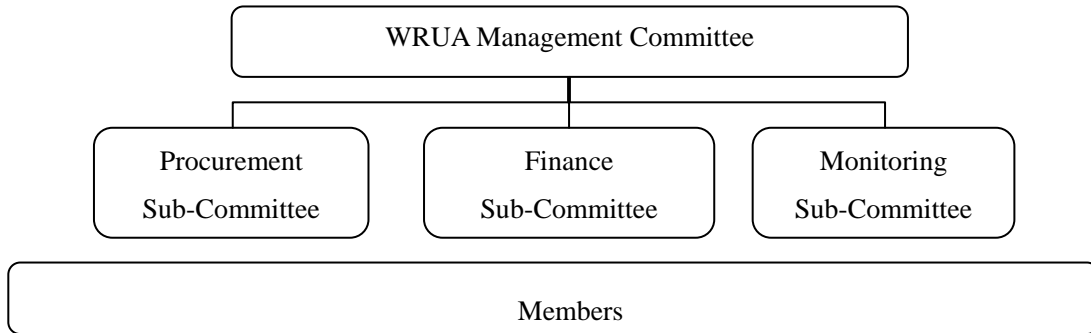 WRUA Management Committee
Procurement
Sub-Committee
Finance
Sub-Committee
Monitoring
Sub-Committee
Members